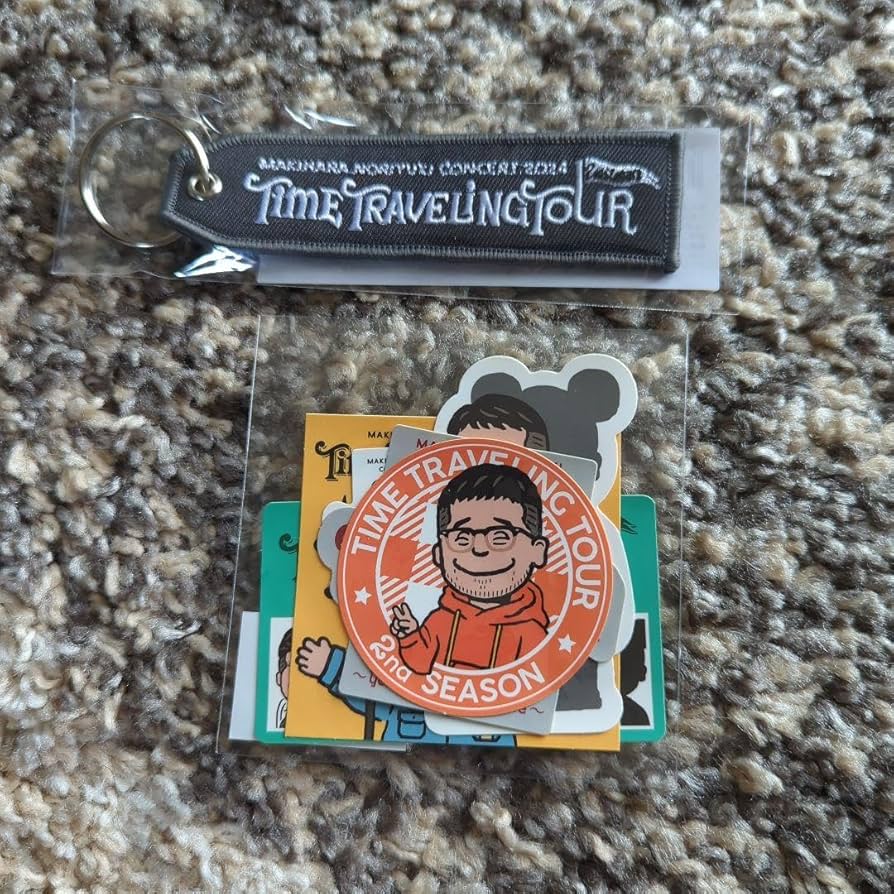 MAKIHARA NORIYUKI CONCERT 2024
TIME TRAVELING TOUR
TIME TRAVELING TOUR
2nd SEASON